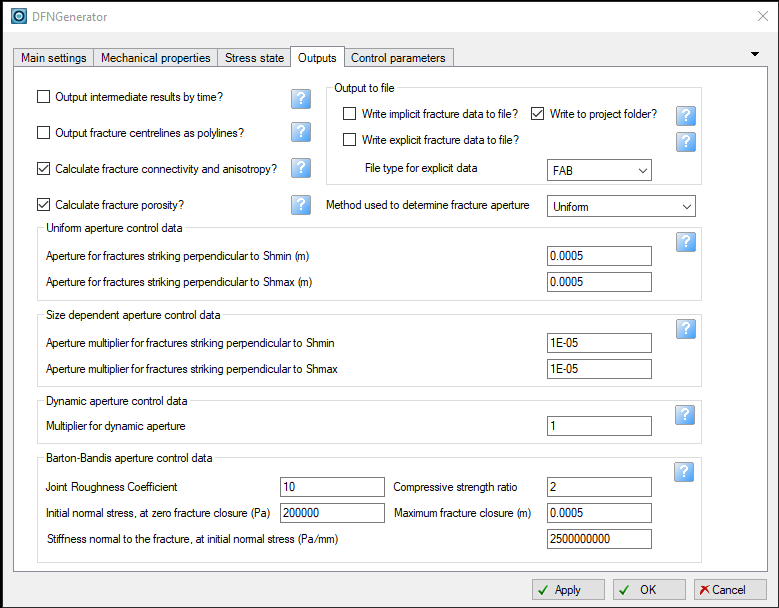 DFNGenerator
Main settings Mechanical properties Stress state Outputs Control parameters
Output intermediate results by time? ?
Output fracture centrelines as polylines? ?
Calculate fracture connectivity and anisotropy? ?
Calculate fracture porosity? ?
Output to file
Write implicit fracture data to file? Write to project folder? ?
Write explicit fracture data to file? ?
File type for explicit data FAB
Method used to determine fracture aperture Uniform
Uniform aperture control data ?
Aperture for fractures striking perpendicular to Shmin (m) 0.0005
Aperture for fractures striking perpendicular to Shmax (m) 0.0005
Size dependent aperture control data ?
Aperture multiplier for fractures striking perpendicular to Shmin 1E-05
Aperture multiplier for fractures striking perpendicular to Shmax 1E-05
Dynamic aperture control data ?
Multiplier for dynamic aperture 1
Barton-Bandis aperture control data ?
Joint Roughness Coefficient 10 Compressive strength ratio 2
Initial normal stress, at zero fracture closure (Pa) 200000 Maximum fracture closure (m) 0.0005
Stiffness normal to the fracture, at initial normal stress (Pa/mm) 2500000000
Apply OK Cancel